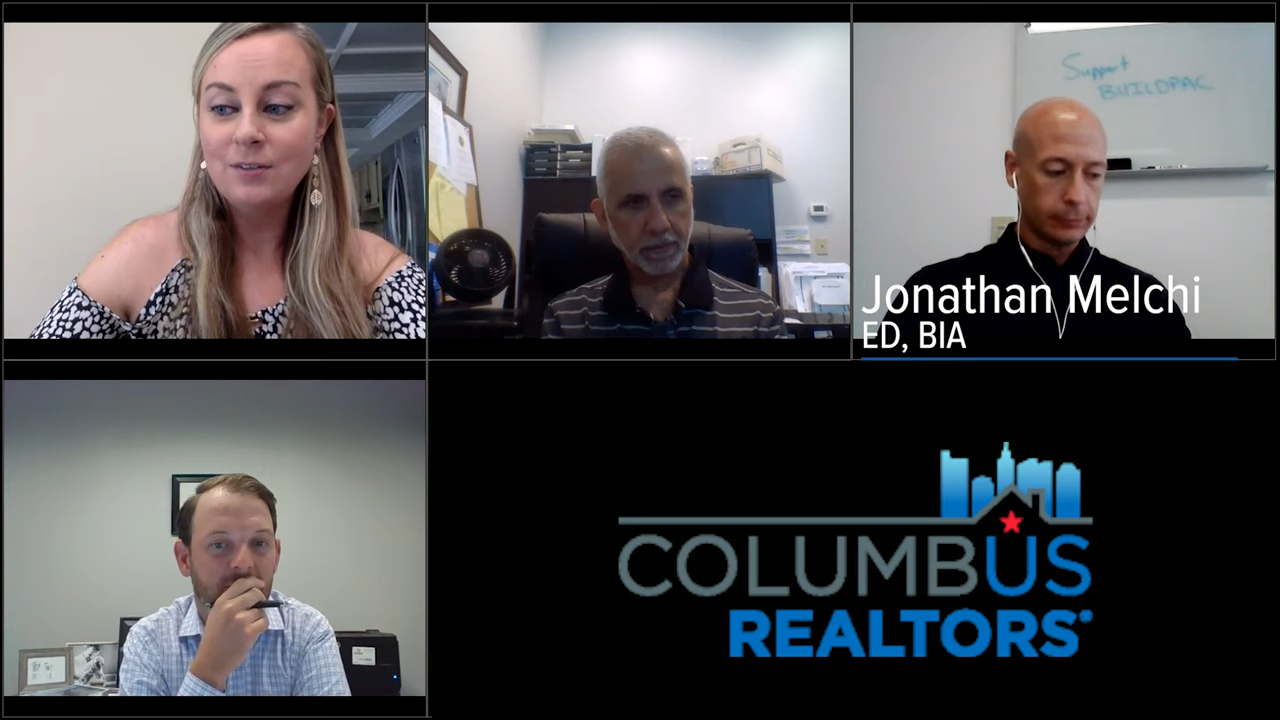 Support
BUILDPAC
Jonathan Melchi
ED, BIA
COLUMBUS
REALTORS®